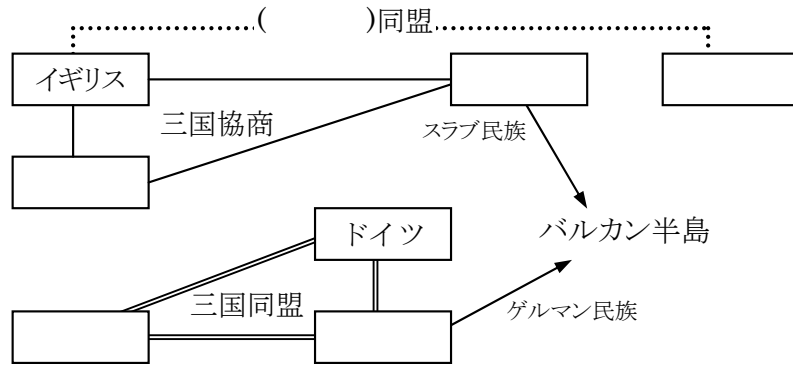 (　　　)同盟
イギリス
三国協商
スラブ民族
ドイツ
バルカン半島
三国同盟
ゲルマン民族